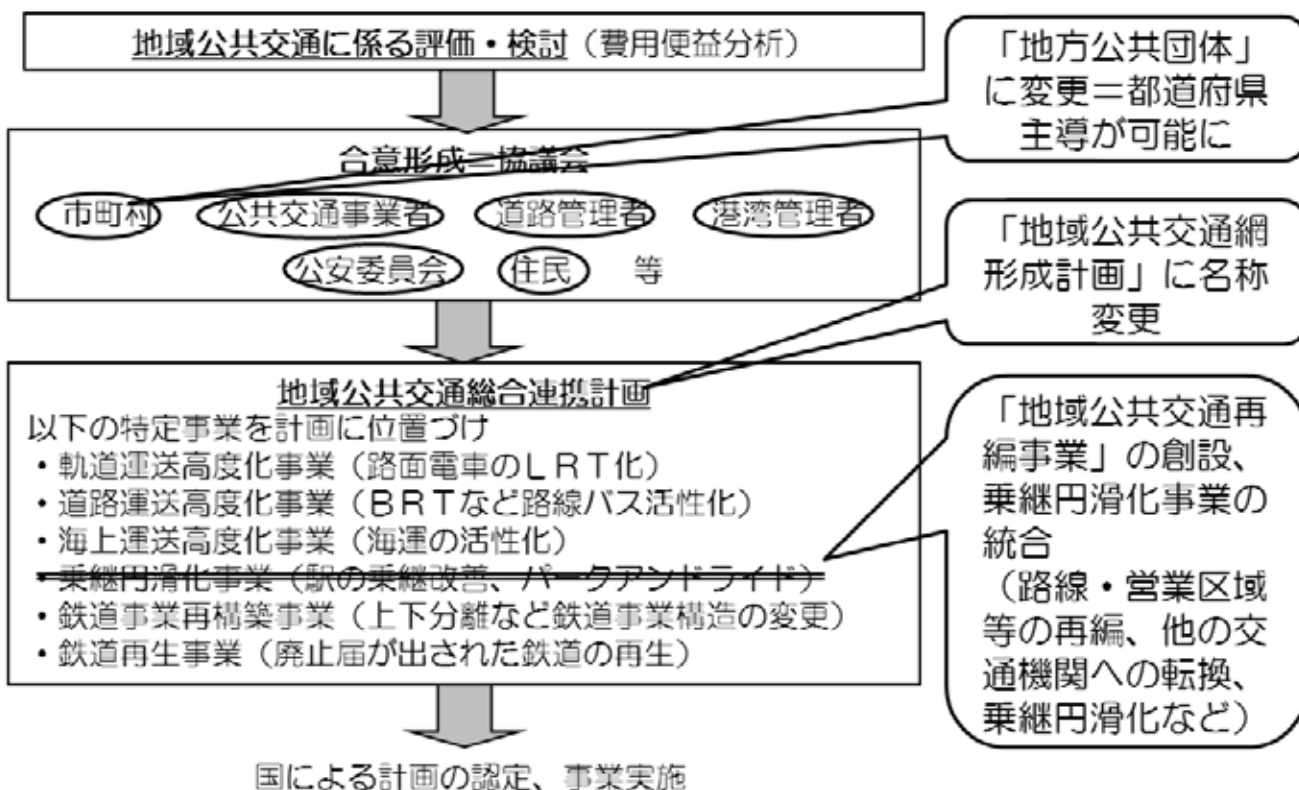 地域公共交通に係る評価・検討（費用便益分析）
合意形成＝協議会
市町村 公共交通事業者 道路管理者 港湾管理者
公安委員会 住民 等
地域公共交通総合連携計画
以下の特定事業を計画に位置づけ
・軌道運送高度化事業（路面電車のＬＲＴ化）
・道路運送高度化事業（ＢＲＴなど路線バス活性化）
・海上運送高度化事業（海運の活性化）
・乗継円滑化事業（駅の乗継改善、パークアンドライド）
・鉄道事業再構築事業（上下分離など鉄道事業構造の変更）
・鉄道再生事業（廃止届が出された鉄道の再生）
国による計画の認定、事業実施
「地方公共団体」
に変更＝都道府県
主導が可能に
「地域公共交通網
形成計画」に名称
変更
「地域公共交通再
編事業」の創設、
乗継円滑化事業の
統合
（路線・営業区域
等の再編、他の交
通機関への転換、
乗継円滑化など）